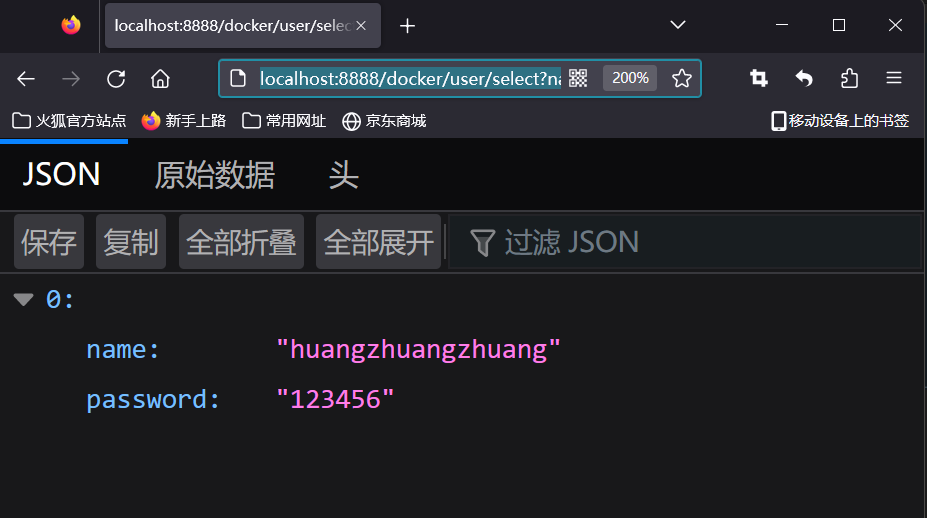 localhost:8888/docker/user/selec
localhost:8888/docker/user/select?na
200%
火狐官方站点 新手上路 常用网址 京东商城 移动设备上的书签
JSON 原始数据 头
保存 复制 全部折叠 全部展开 过滤 JSON
0:
name: "huangzhuangzhuang"
password: "123456"